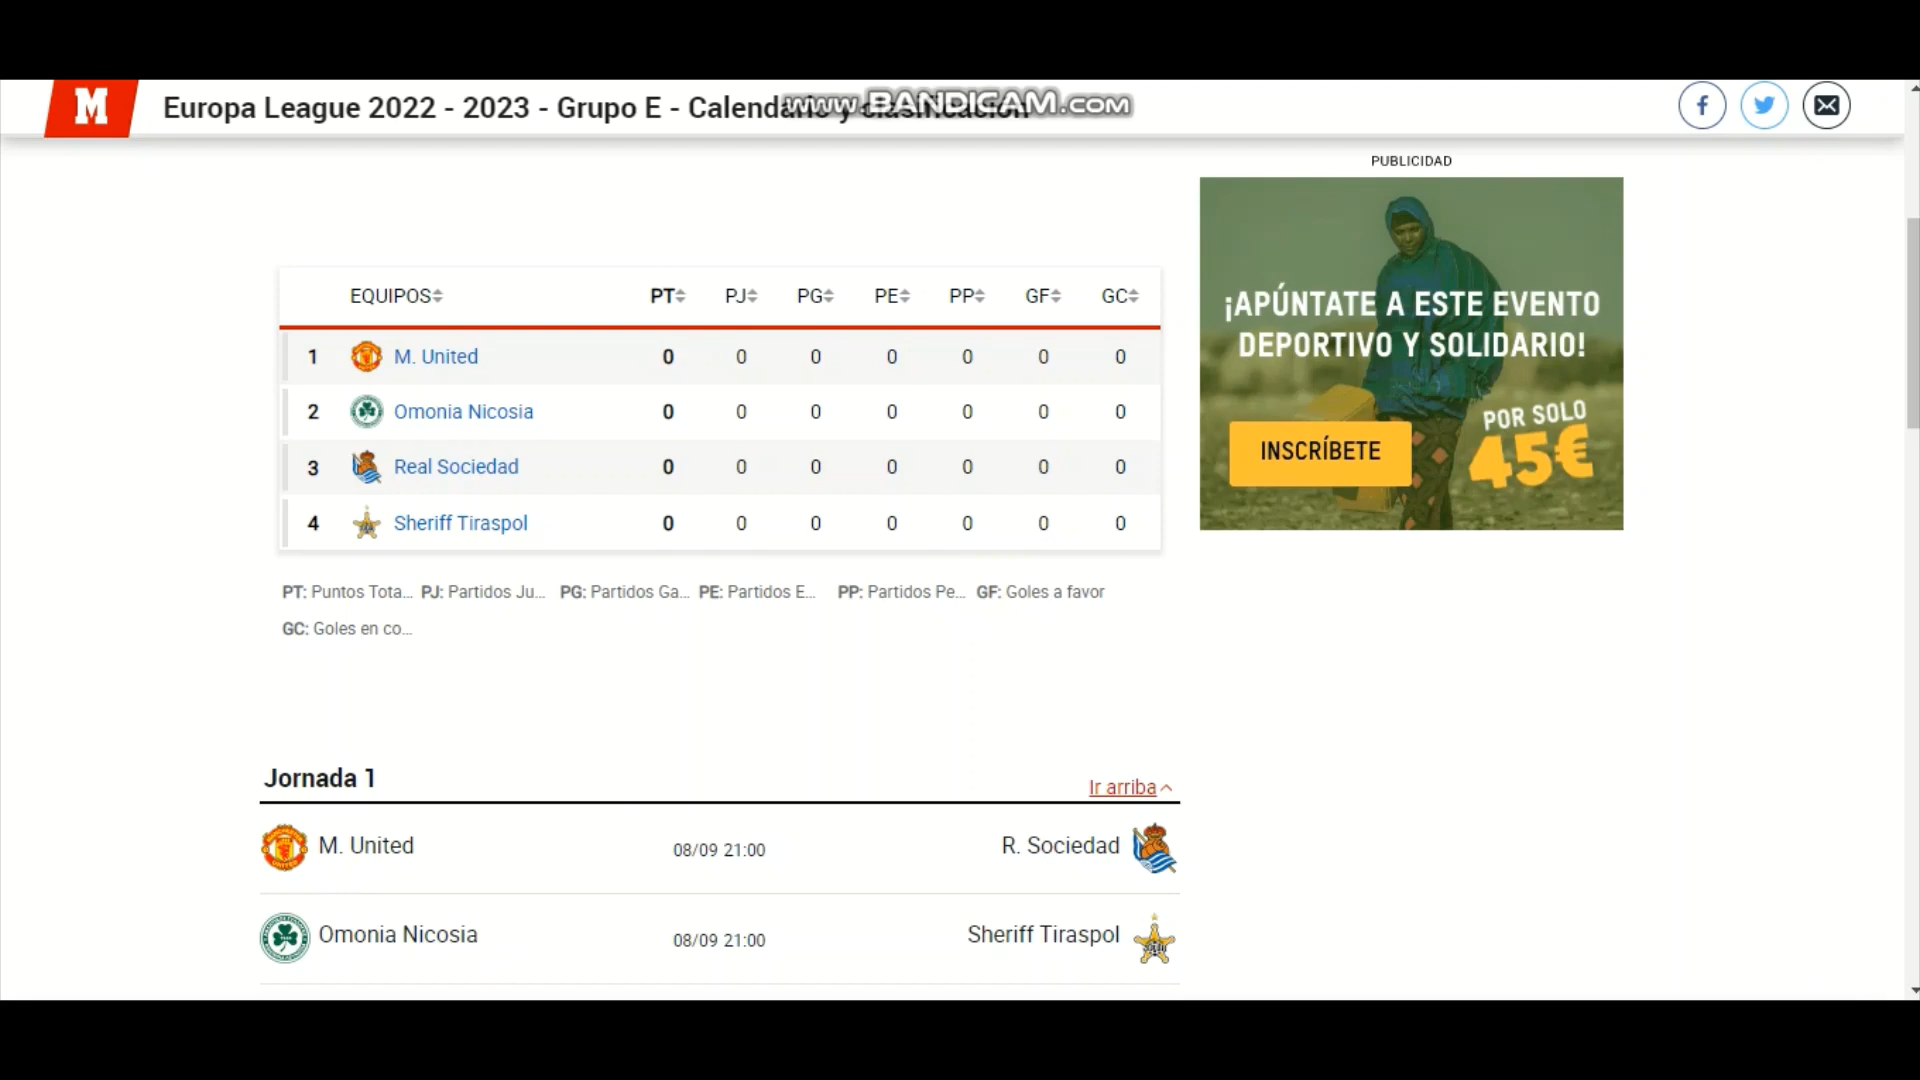 M
Europa League 2022 - 2023 - Grupo E - Calendario y clasificación
www.BANDICAM.com
PUBLICIDAD
¡APÚNTATE A ESTE EVENTO
DEPORTIVO Y SOLIDARIO!
POR SOLO
45€
INSCRÍBETE
EQUIPOS PT PJ PG PE PP GF GC
1 M. United 0 0 0 0 0 0 0
2 Omonia Nicosia 0 0 0 0 0 0 0
3 Real Sociedad 0 0 0 0 0 0 0
4 Sheriff Tiraspol 0 0 0 0 0 0 0
PT: Puntos Tota... PJ: Partidos Ju... PG: Partidos Ga... PE: Partidos E... PP: Partidos Pe... GF: Goles a favor
GC: Goles en co...
Jornada 1
Ir arriba
M. United 08/09 21:00 R. Sociedad
Omonia Nicosia 08/09 21:00 Sheriff Tiraspol